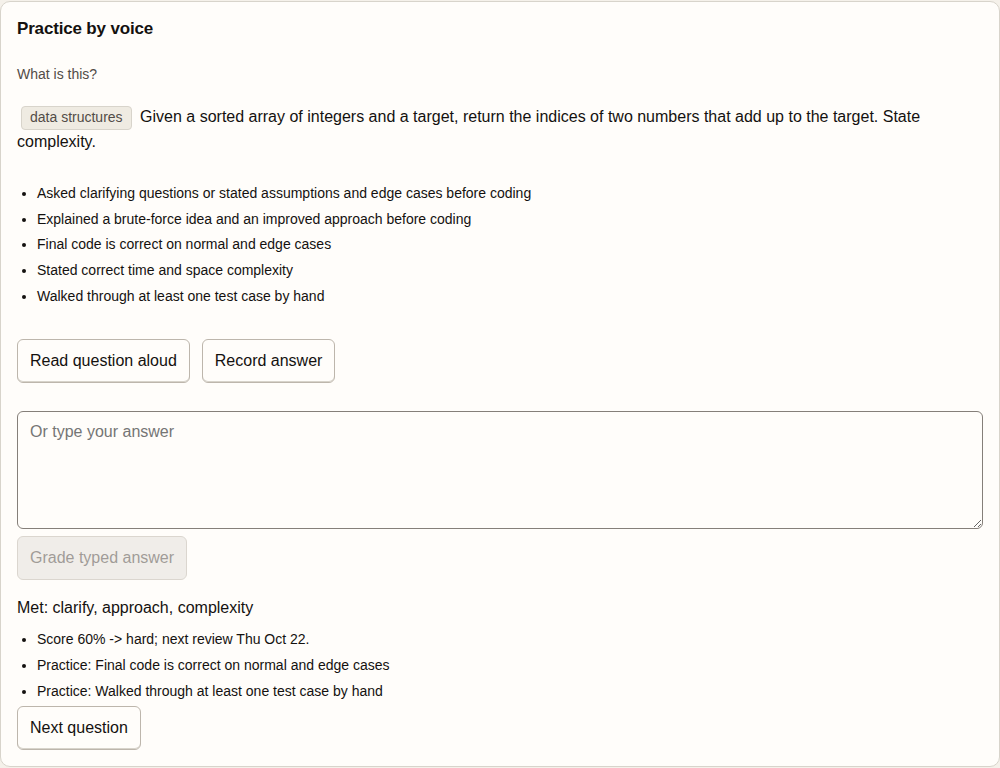 Practice by voice
What is this?
data structures Given a sorted array of integers and a target, return the indices of two numbers that add up to the target. State
complexity.
Asked clarifying questions or stated assumptions and edge cases before coding
Explained a brute-force idea and an improved approach before coding
Final code is correct on normal and edge cases
Stated correct time and space complexity
Walked through at least one test case by hand
Read question aloud Record answer
Or type your answer
Grade typed answer
Met: clarify, approach, complexity
Score 60% -> hard; next review Thu Oct 22.
Practice: Final code is correct on normal and edge cases
Practice: Walked through at least one test case by hand
Next question